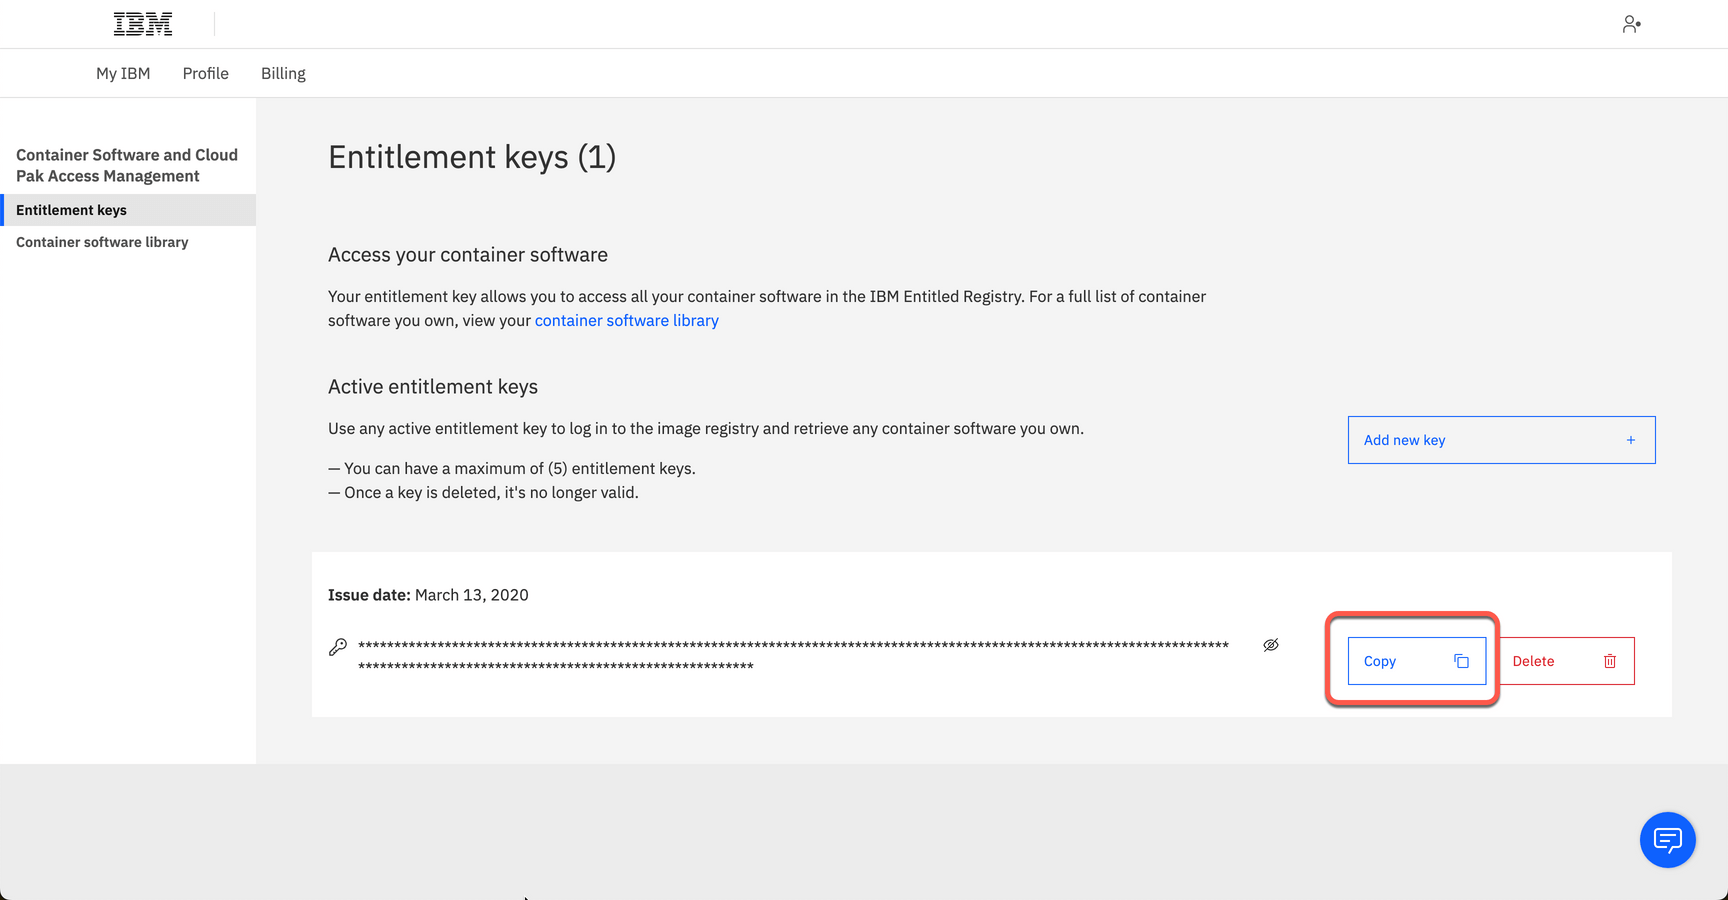 IBM
My IBM
Profile
Billing
Container Software and Cloud
Pak Access Management
Entitlement keys
Container software library
Entitlement keys (1)
Access your container software
Your entitlement key allows you to access all your container software in the IBM Entitled Registry. For a full list of container
software you own, view your container software library
Active entitlement keys
Use any active entitlement key to log in to the image registry and retrieve any container software you own.
— You can have a maximum of (5) entitlement keys.
— Once a key is deleted, it's no longer valid.
Add new key +
Issue date: March 13, 2020
*************************************************************************************************************************
*******************************************************
Copy
Delete